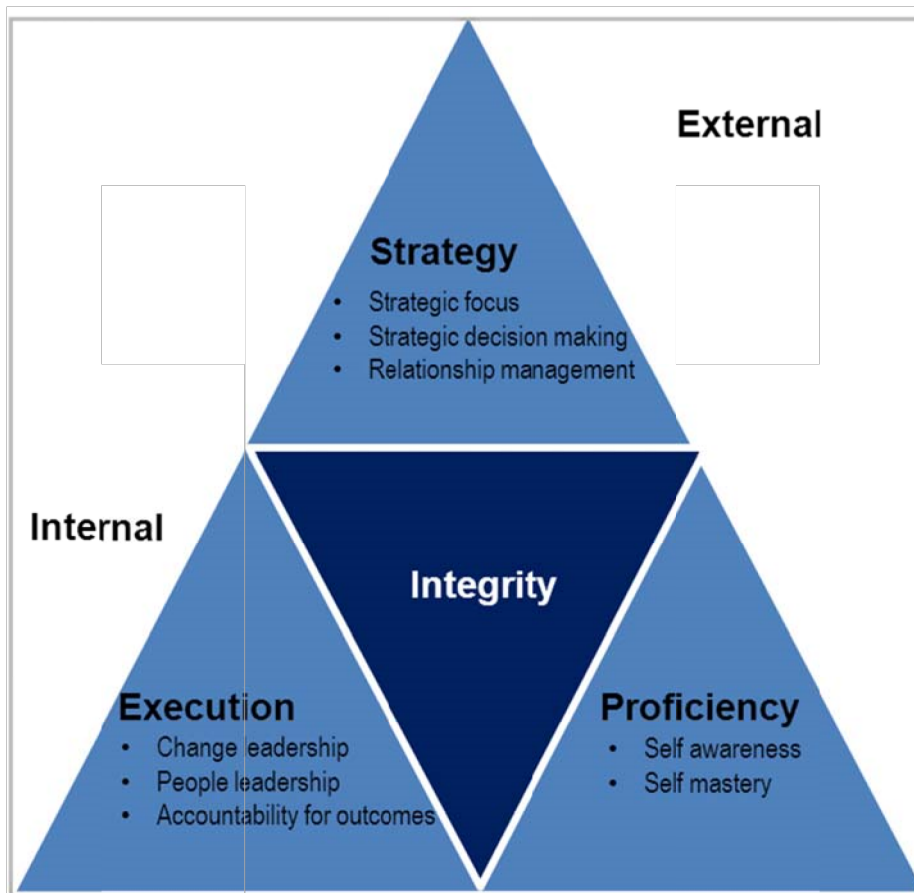 External
Strategy
• Strategic focus
• Strategic decision making
• Relationship management
Internal
Integrity
Execution
• Change leadership
• People leadership
• Accountability for outcomes
Proficiency
• Self awareness
• Self mastery